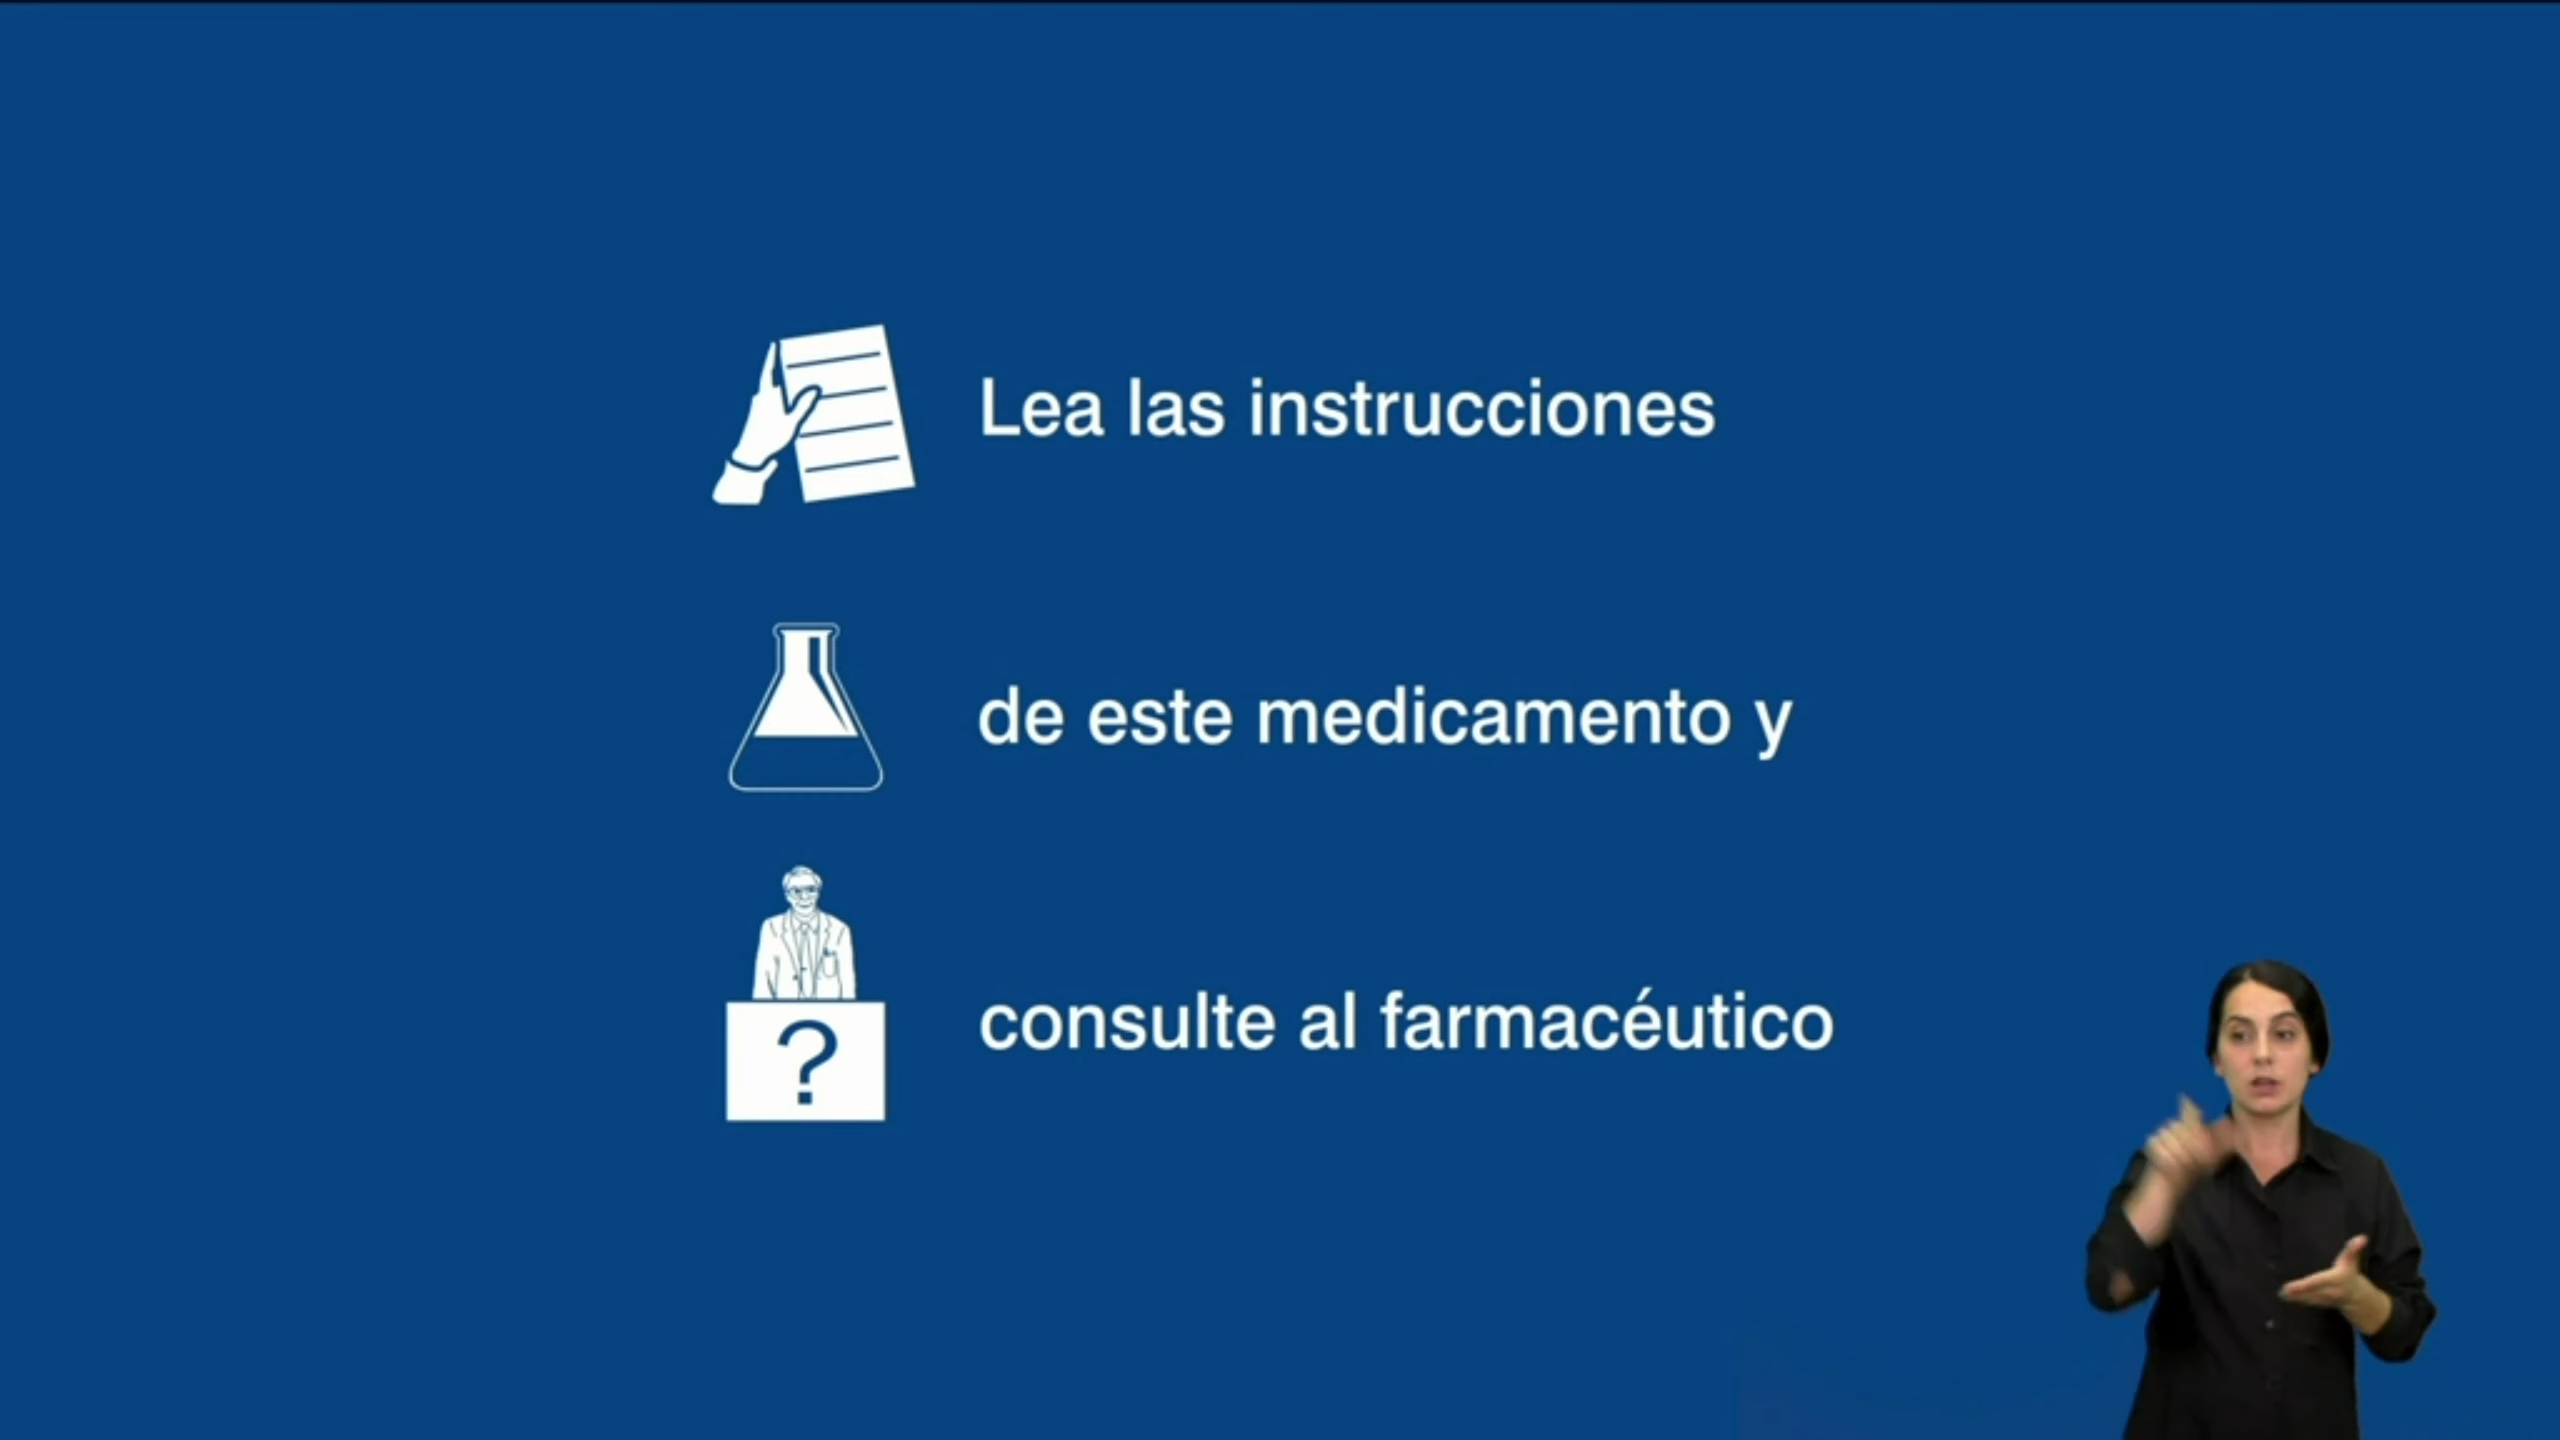 Lea las instrucciones
de este medicamento y
consulte al farmacéutico
?